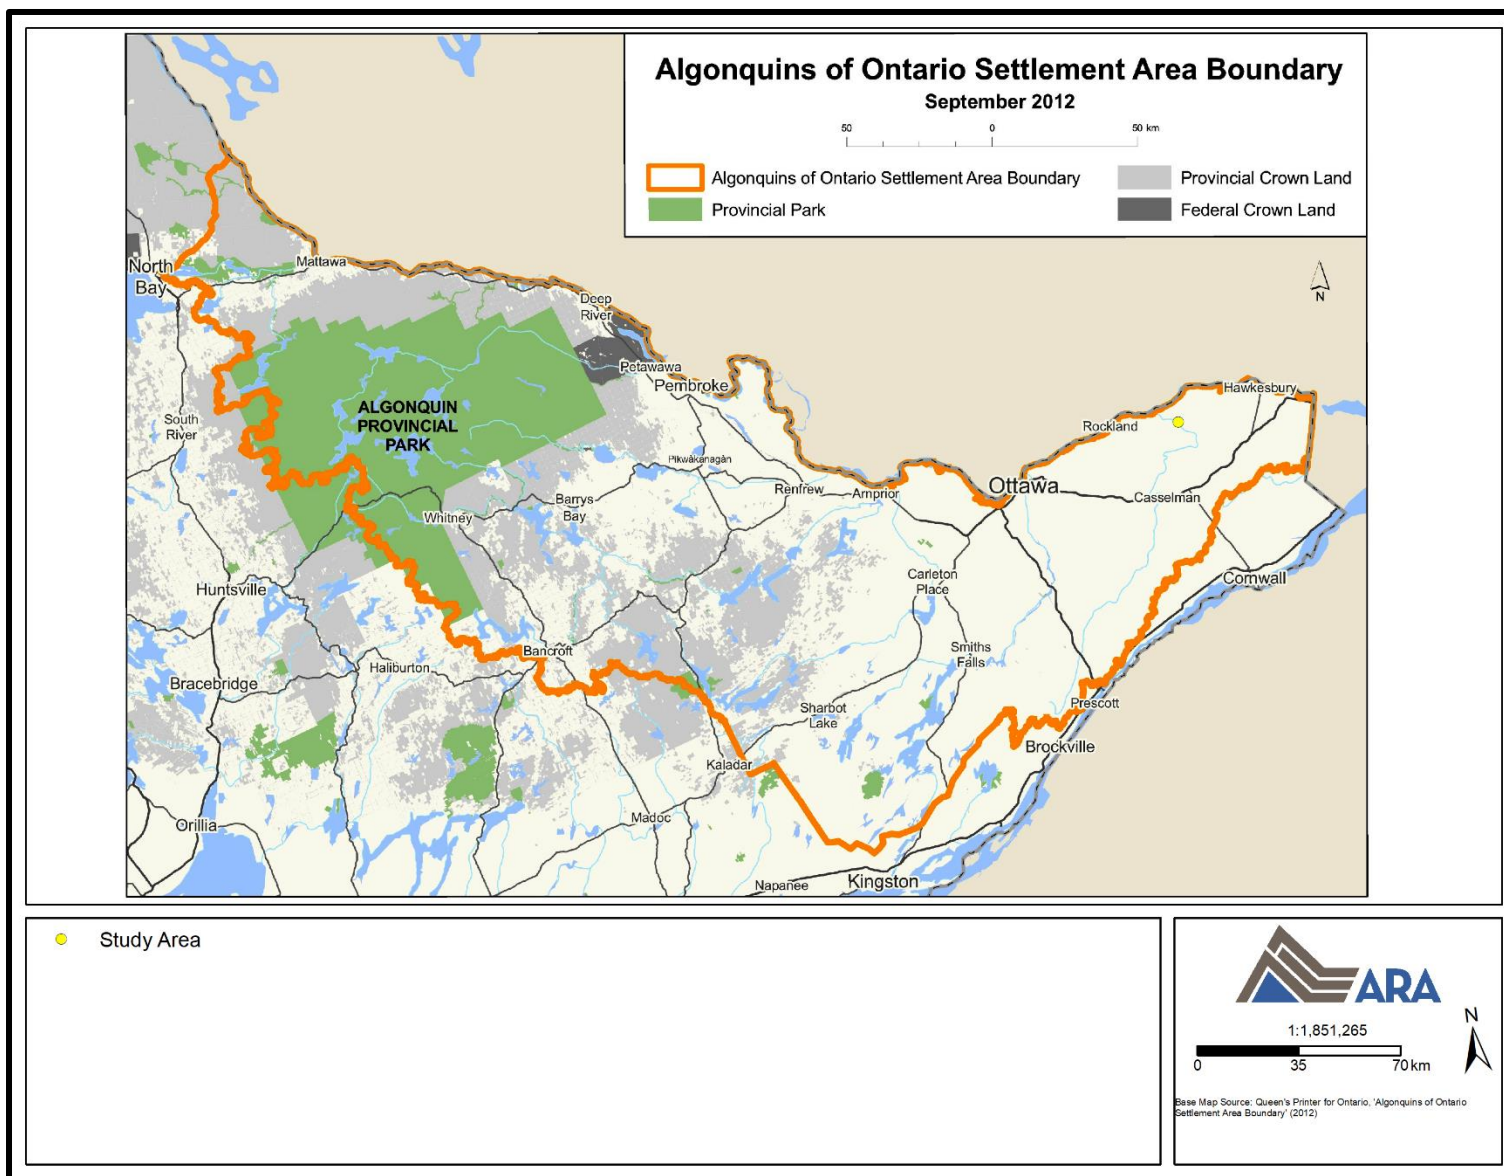 Algonquins of Ontario Settlement Area Boundary
September 2012
50 0 50 km
Algonquins of Ontario Settlement Area Boundary
Provincial Crown Land
Provincial Park
Federal Crown Land
N
North
Bay
Mattawa
Deep
River
Petawawa
Pembroke
ALGONQUIN
PROVINCIAL
PARK
South
River
Hawkesbury
Rockland
Pikwàkanagàn
Renfrew
Arnprior
Ottawa
Casselman
Barrys
Bay
Whitney
Huntsville
Carleton
Place
Cornwall
Bancroft
Smiths
Falls
Haliburton
Bracebridge
Sharbot
Lake
Prescott
Brockville
Kaladar
Orillia
Madoc
Napanee
Kingston
Study Area
ARA
1:1,851,265
N
0 35 70 km
Base Map Source: Queen's Printer for Ontario, 'Algonquins of Ontario
Settlement Area Boundary' (2012)